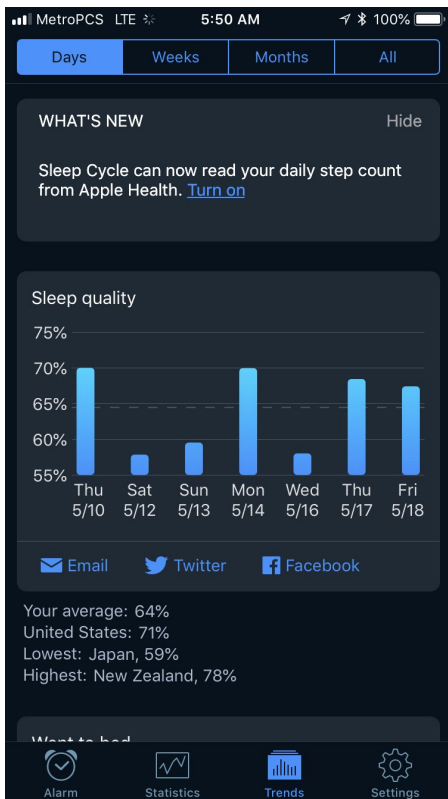 MetroPCS LTE 5:50 AM 100%
Days Weeks Months All
WHAT'S NEW Hide
Sleep Cycle can now read your daily step count
from Apple Health. Turn on
Sleep quality
75%
70%
65%
60%
55%
Thu Sat Sun Mon Wed Thu Fri
5/10 5/12 5/13 5/14 5/16 5/17 5/18
Email Twitter Facebook
Your average: 64%
United States: 71%
Lowest: Japan, 59%
Highest: New Zealand, 78%
Went to bed
Alarm Statistics Trends Settings